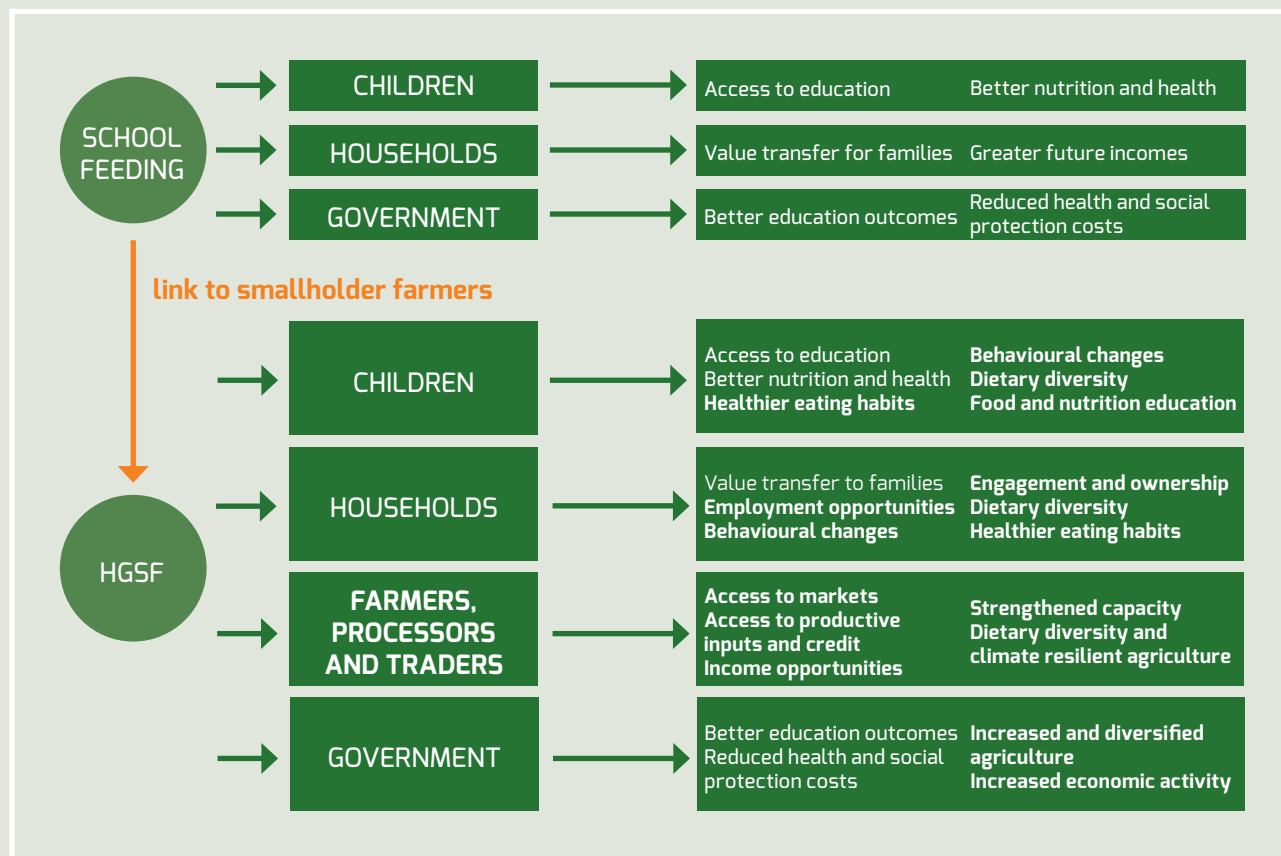 SCHOOL
FEEDING
CHILDREN
Access to education
Better nutrition and health
HOUSEHOLDS
Value transfer for families
Greater future incomes
GOVERNMENT
Better education outcomes
Reduced health and social
protection costs
link to smallholder farmers
HGSF
CHILDREN
Access to education
Better nutrition and health
Healthier eating habits
Behavioural changes
Dietary diversity
Food and nutrition education
HOUSEHOLDS
Value transfer to families
Employment opportunities
Behavioural changes
Engagement and ownership
Dietary diversity
Healthier eating habits
FARMERS,
PROCESSORS
AND TRADERS
Access to markets
Access to productive
inputs and credit
Income opportunities
Strengthened capacity
Dietary diversity and
climate resilient agriculture
GOVERNMENT
Better education outcomes
Reduced health and social
protection costs
Increased and diversified
agriculture
Increased economic activity